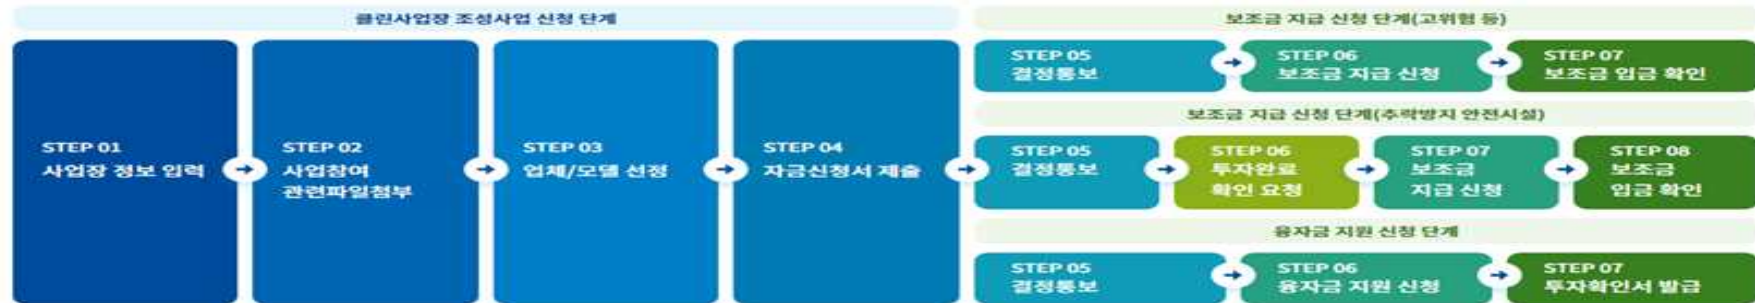 클린사업장 조성사업 신청 단계
STEP 01
사업장 정보 입력
STEP 02
사업참여
관련파일첨부
STEP 03
업체/모델 선정
STEP 04
자금신청서 제출
보조금 지급 신청 단계(고위험 등)
STEP 05
결정통보
STEP 06
보조금 지급 신청
STEP 07
보조금 입금 확인
보조금 지급 신청 단계(추락방지 안전시설)
STEP 05
결정통보
STEP 06
투자완료
확인 요청
STEP 07
보조금
지급 신청
STEP 08
보조금
입금 확인
융자금 지원 신청 단계
STEP 05
결정통보
STEP 06
융자금 지원 신청
STEP 07
투자확인서 발급